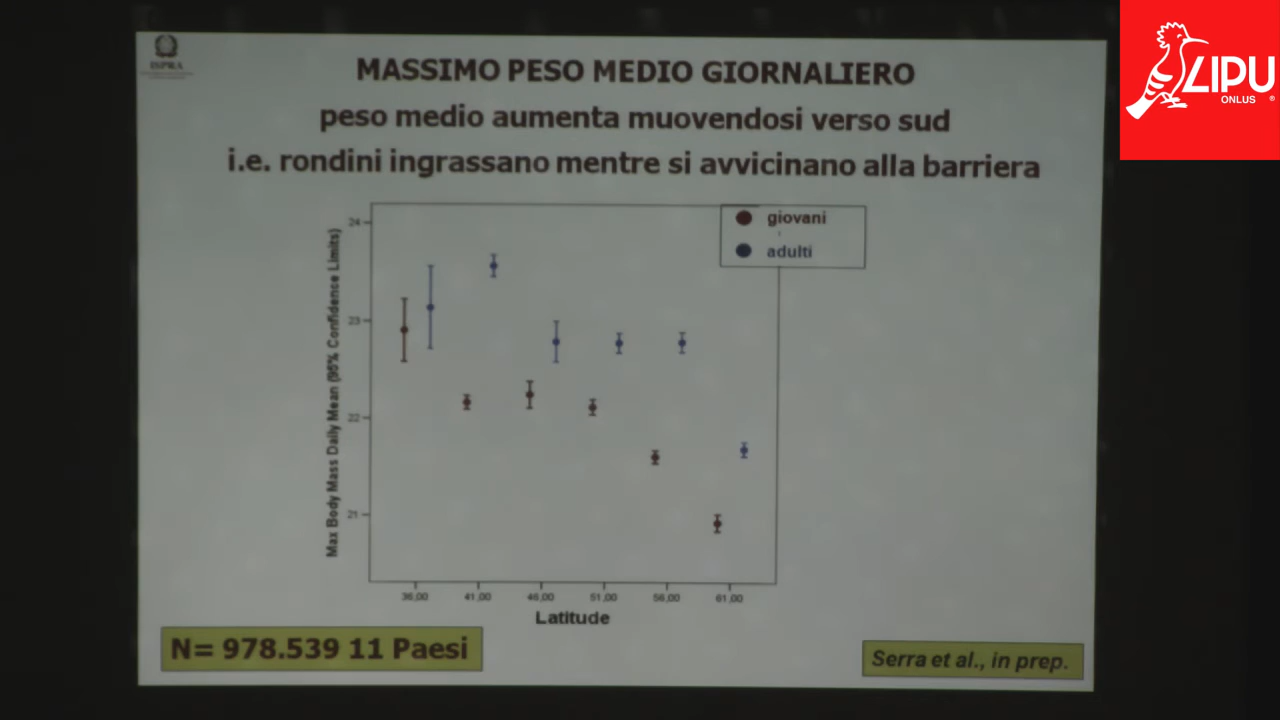 ISPRA
MASSIMO PESO MEDIO GIORNALIERO
peso medio aumenta muovendosi verso sud
i.e. rondini ingrassano mentre si avvicinano alla barriera
LIPU
ONLUS ®
giovani
adulti
Max Body Mass Daily Mean (95% Confidence Limits)
24
23
22
21
36,00 41,00 46,00 51,00 56,00 61,00
Latitude
N= 978.539 11 Paesi
Serra et al., in prep.